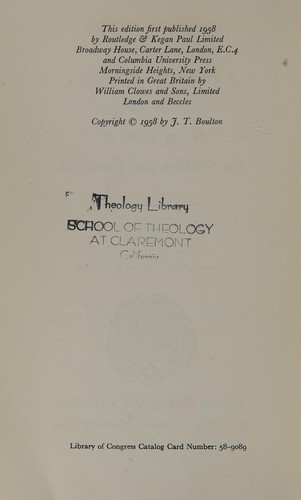 This edition first published 1958
by Routledge & Kegan Paul Limited
Broadway House, Carter Lane, London, E.C.4
and Columbia University Press
Morningside Heights, New York
Printed in Great Britain by
William Clowes and Sons, Limited
London and Beccles
Copyright © 1958 by J. T. Boulton
Theology Library
SCHOOL OF THEOLOGY
AT CLAREMONT
California
Library of Congress Catalog Card Number: 58-9089